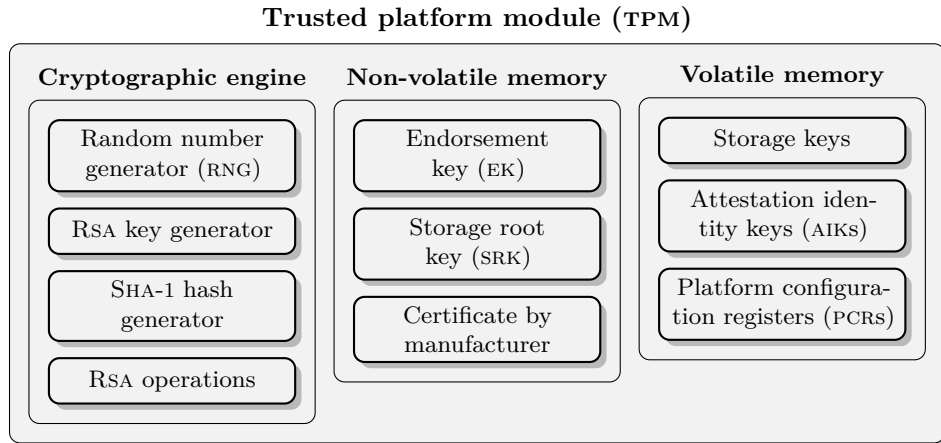 Trusted platform module (TPM)
Cryptographic engine
Random number
generator (RNG)
RSA key generator
SHA-1 hash
generator
RSA operations
Non-volatile memory
Endorsement
key (EK)
Storage root
key (SRK)
Certificate by
manufacturer
Volatile memory
Storage keys
Attestation iden-
tity keys (AIKs)
Platform configura-
tion registers (PCRs)